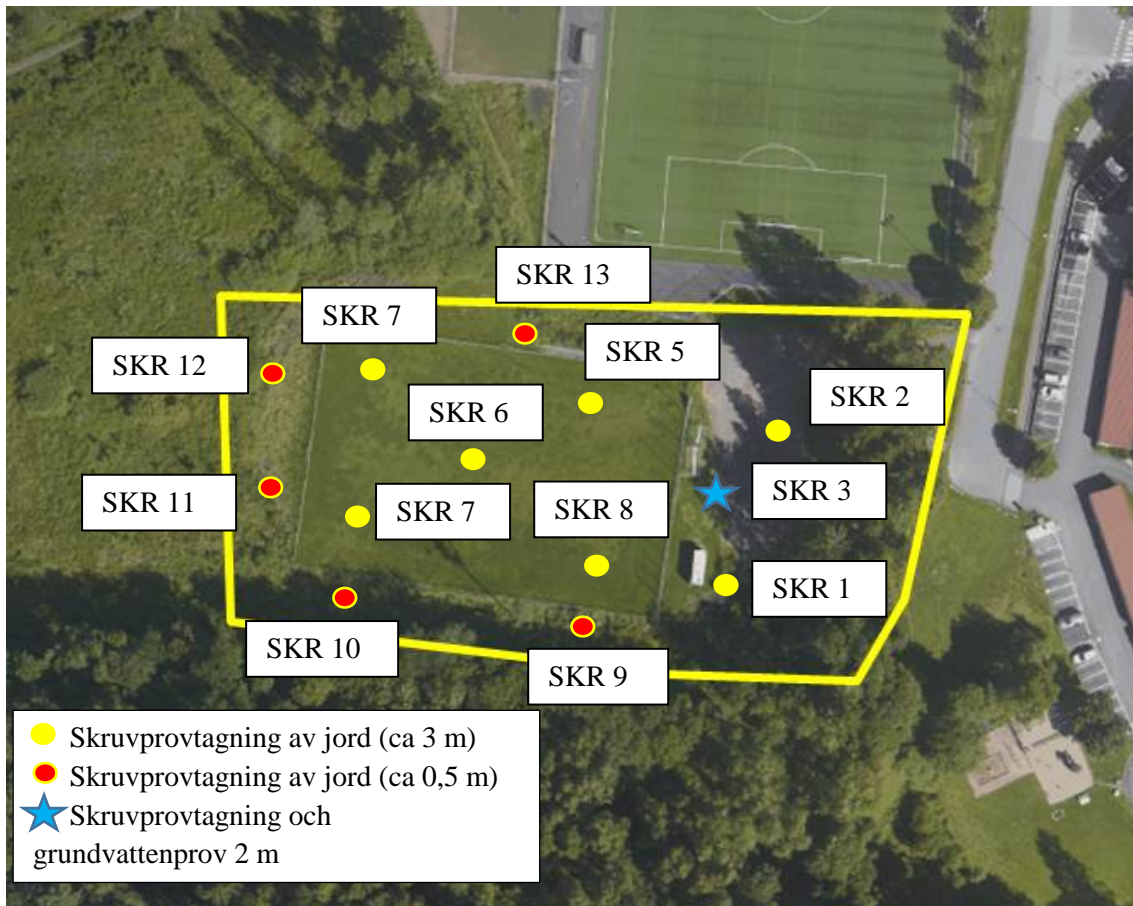 SKR 13
SKR 7
SKR 5
SKR 12
SKR 2
SKR 6
SKR 3
SKR 11
SKR 7
SKR 8
SKR 1
SKR 10
SKR 9
Skruvprovtagning av jord (ca 3 m)
Skruvprovtagning av jord (ca 0,5 m)
Skruvprovtagning och
grundvattenprov 2 m